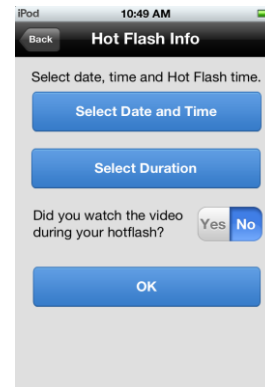 iPod 10:49 AM
Back Hot Flash Info
Select date, time and Hot Flash time.
Select Date and Time
Select Duration
Did you watch the video
during your hotflash?
Yes No
OK